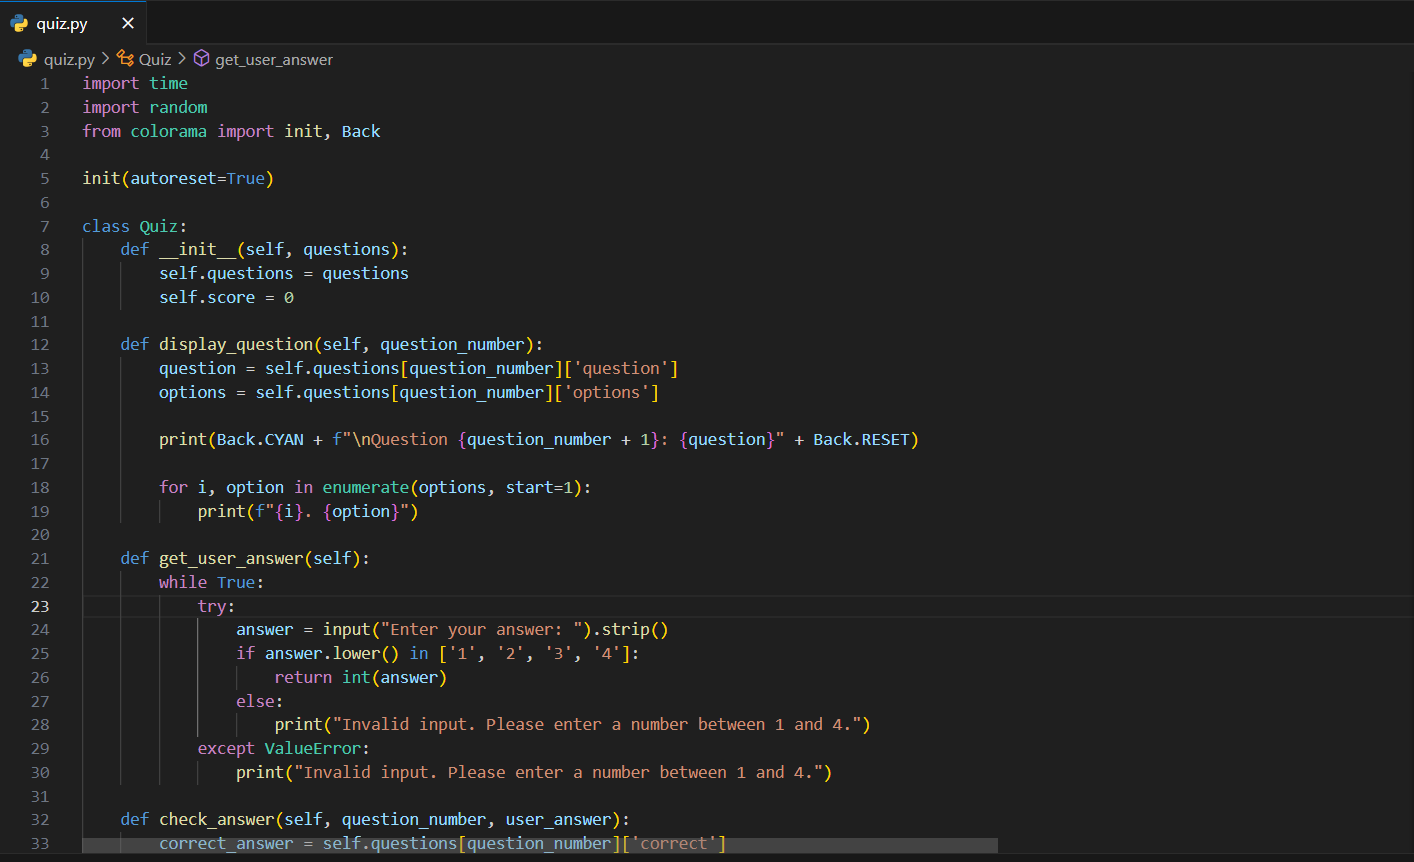 quiz.py
quiz.py > Quiz > get_user_answer
1 import time
2 import random
3 from colorama import init, Back
4
5 init(autoreset=True)
6
7 class Quiz:
8     def __init__(self, questions):
9         self.questions = questions
10         self.score = 0
11
12     def display_question(self, question_number):
13         question = self.questions[question_number]['question']
14         options = self.questions[question_number]['options']
15
16         print(Back.CYAN + f"\nQuestion {question_number + 1}: {question}" + Back.RESET)
17
18         for i, option in enumerate(options, start=1):
19             print(f"{i}. {option}")
20
21     def get_user_answer(self):
22         while True:
23             try:
24                 answer = input("Enter your answer: ").strip()
25                 if answer.lower() in ['1', '2', '3', '4']:
26                     return int(answer)
27                 else:
28                     print("Invalid input. Please enter a number between 1 and 4.")
29             except ValueError:
30                 print("Invalid input. Please enter a number between 1 and 4.")
31
32     def check_answer(self, question_number, user_answer):
33         correct_answer = self.questions[question_number]['correct']